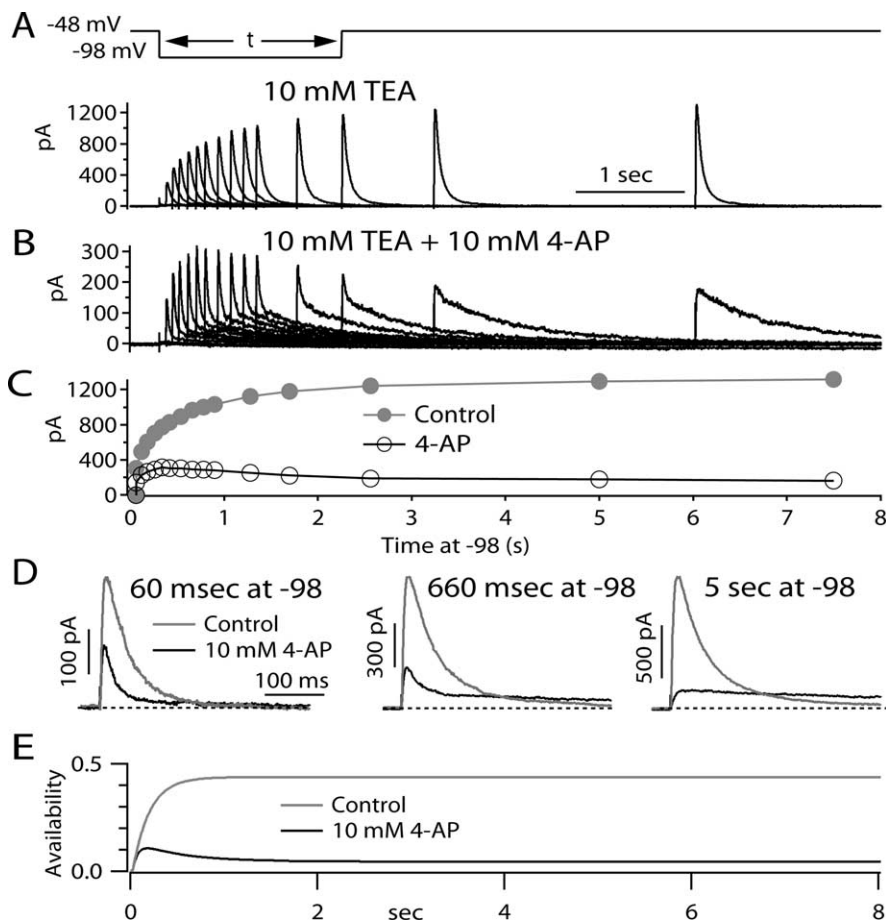 A
-48 mV
-98 mV
t
10 mM TEA
1200
800
400
0
pA
1 sec
B
10 mM TEA + 10 mM 4-AP
300
200
100
0
pA
C
1200
800
400
0
pA
Control
4-AP
0 1 2 3 4 5 6 7 8
Time at -98 (s)
D
60 msec at -98
Control
10 mM 4-AP
100 pA
100 ms
660 msec at -98
300 pA
5 sec at -98
500 pA
E
0.5
0.0
Availability
Control
10 mM 4-AP
0 2 4 6 8
sec